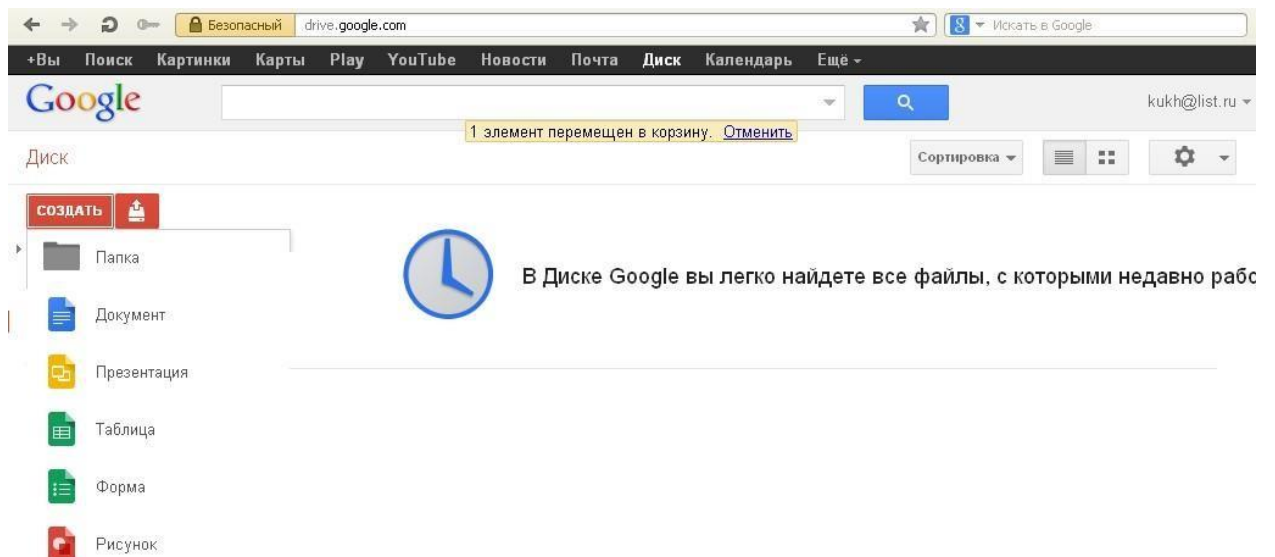 Безопасный drive.google.com Искать в Google
+Вы Поиск Картинки Карты Play YouTube Новости Почта Диск Календарь Ещё
Google kukh@list.ru
1 элемент перемещен в корзину. Отменить
Диск Сортировка
СОЗДАТЬ
Папка
В Диске Google вы легко найдете все файлы, с которыми недавно рабо
Документ
Презентация
Таблица
Форма
Рисунок